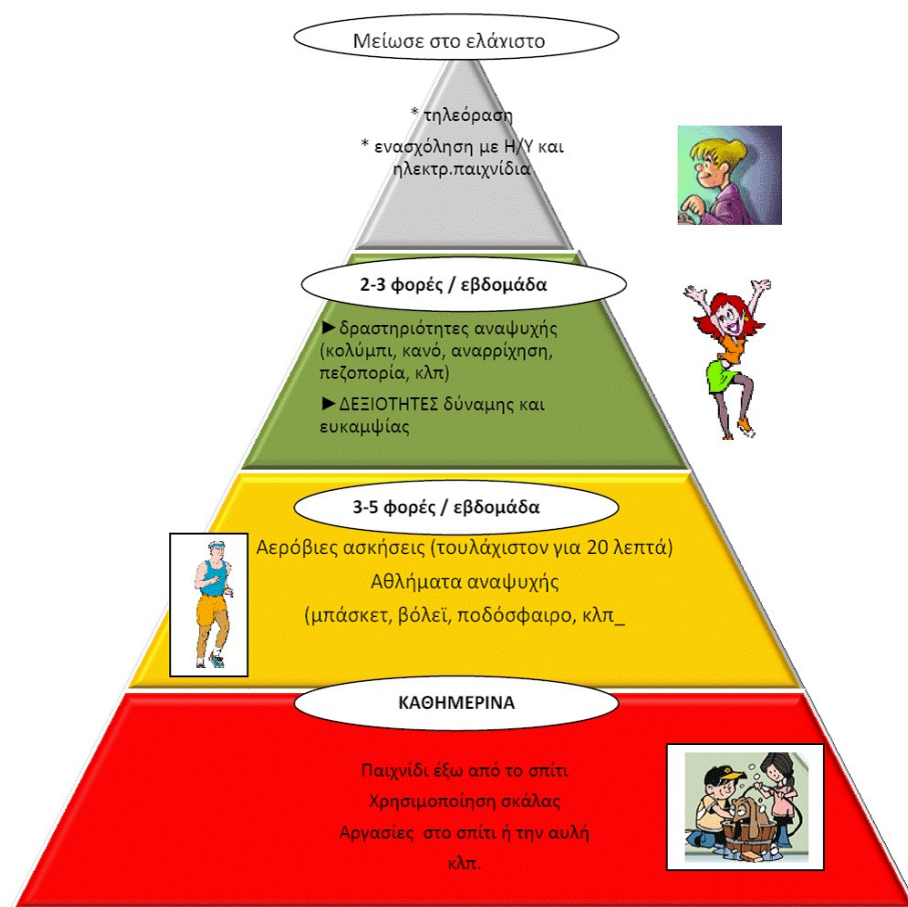 Μείωσε στο ελάχιστο
* τηλεόραση
* ενασχόληση με Η/Υ και
ηλεκτρ.παιχνίδια
2-3 φορές / εβδομάδα
►δραστηριότητες αναψυχής
(κολύμπι, κανό, αναρρίχηση,
πεζοπορία, κλπ)
►ΔΕΞΙΟΤΗΤΕΣ δύναμης και
ευκαμψίας
3-5 φορές / εβδομάδα
Αερόβιες ασκήσεις (τουλάχιστον για 20 λεπτά)
Αθλήματα αναψυχής
(μπάσκετ, βόλεϊ, ποδόσφαιρο, κλπ_
ΚΑΘΗΜΕΡΙΝΑ
Παιχνίδι έξω από το σπίτι
Χρησιμοποίηση σκάλας
Αργασίες στο σπίτι ή την αυλή
κλπ.